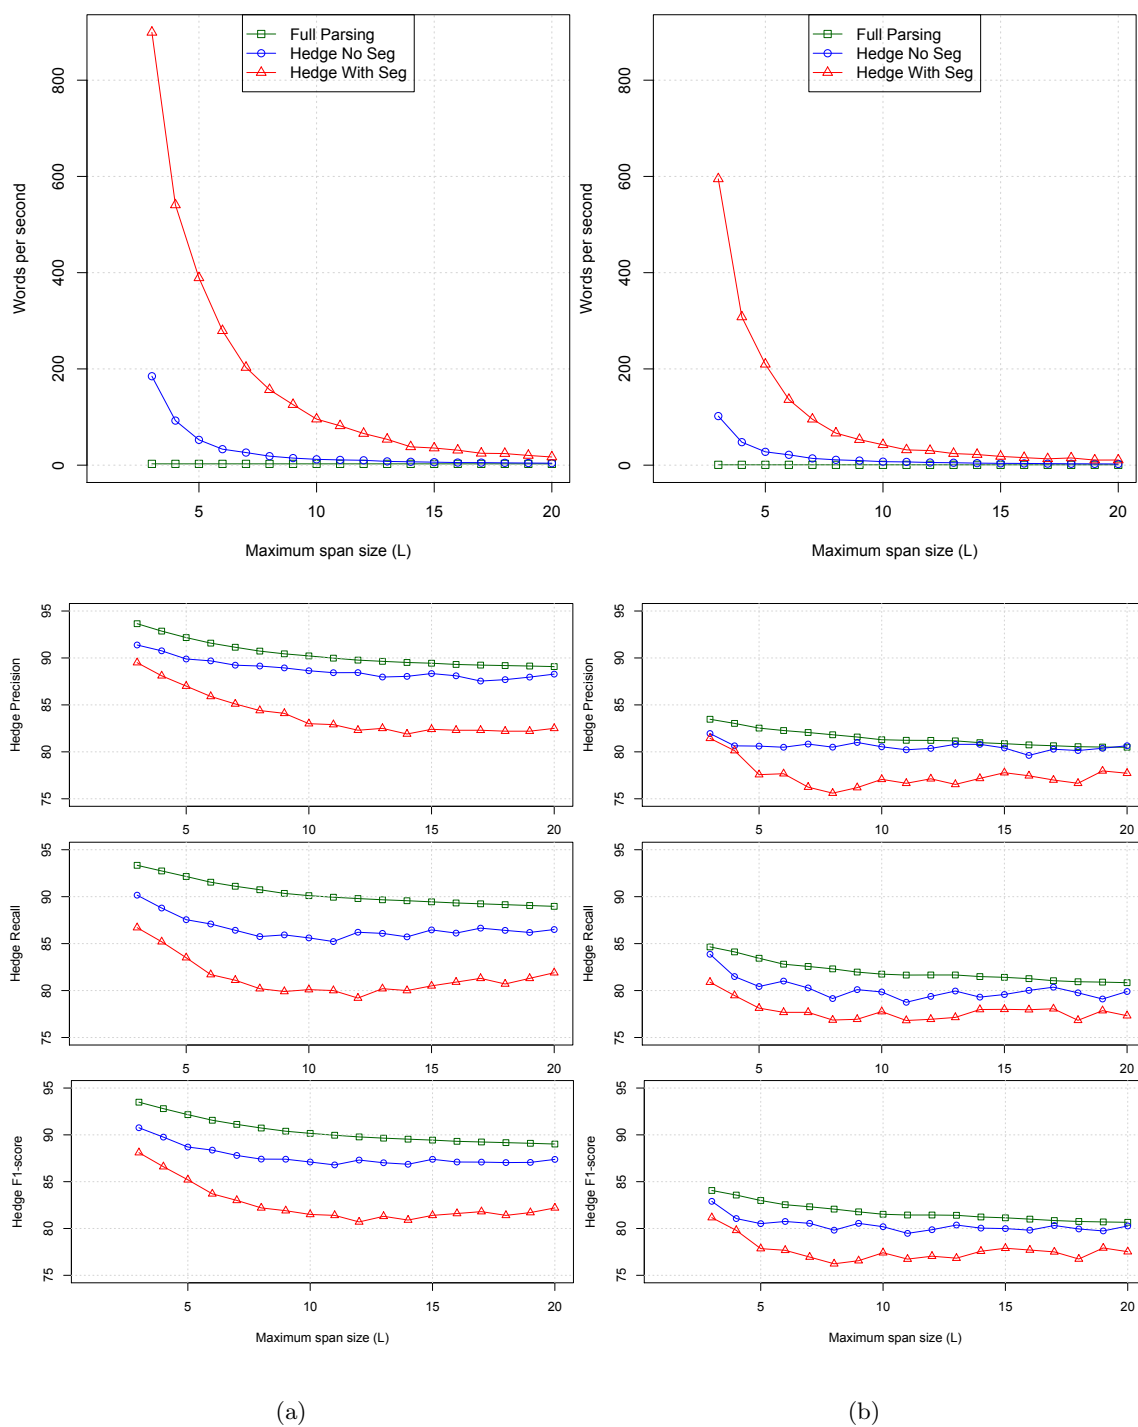 Full Parsing
Hedge No Seg
Hedge With Seg
Words per second
0
200
400
600
800
5 10 15 20
Maximum span size (L)
Full Parsing
Hedge No Seg
Hedge With Seg
Words per second
0
200
400
600
800
5 10 15 20
Maximum span size (L)
Hedge Precision
75 80 85 90 95
5 10 15 20
Hedge Precision
75 80 85 90 95
5 10 15 20
Hedge Recall
75 80 85 90 95
5 10 15 20
Hedge Recall
75 80 85 90 95
5 10 15 20
Hedge F1-score
75 80 85 90 95
5 10 15 20
Maximum span size (L)
Hedge F1-score
75 80 85 90 95
5 10 15 20
Maximum span size (L)
(a)
(b)